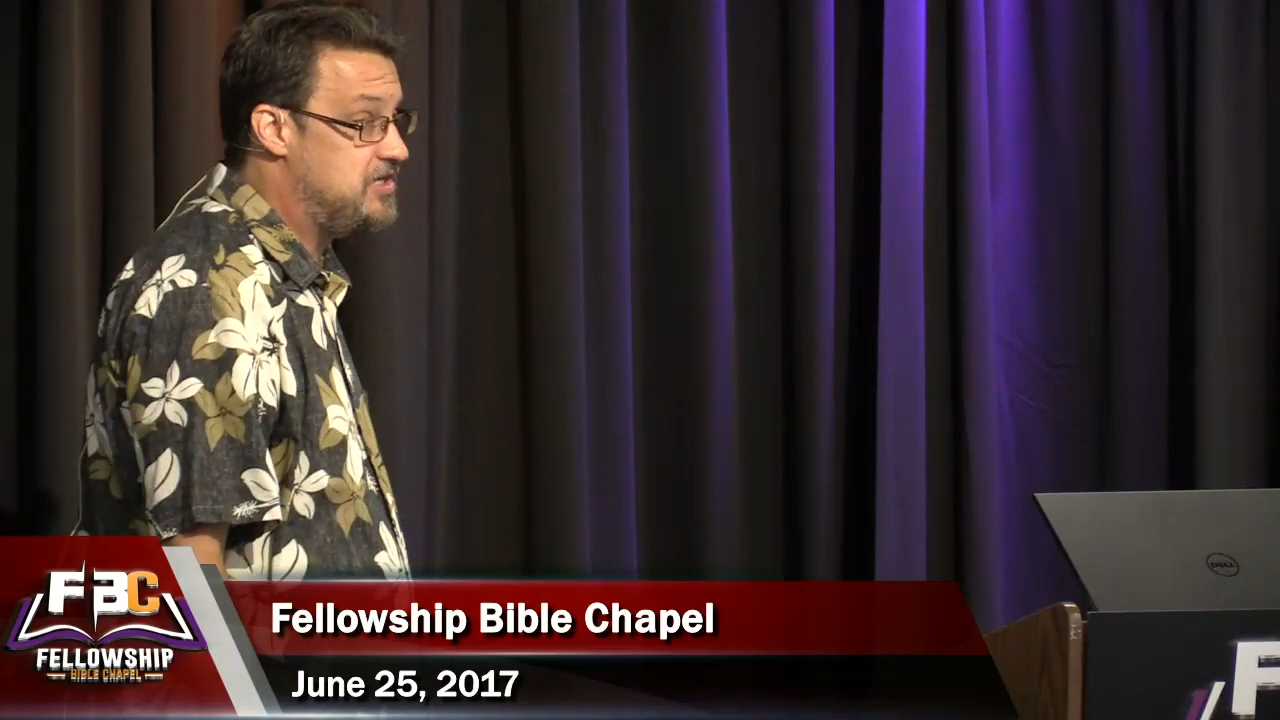 DELL
FBC
FELLOWSHIP
BIBLE CHAPEL
Fellowship Bible Chapel
June 25, 2017
F